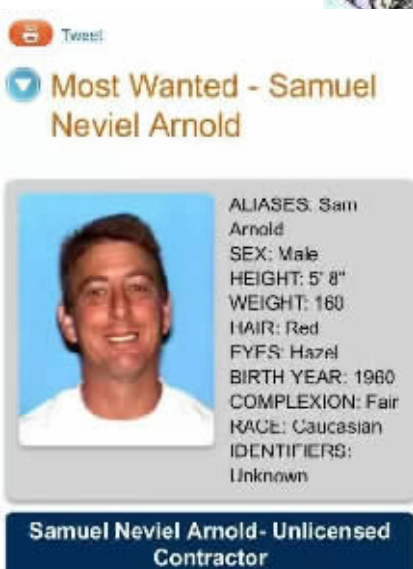 Tweet
Most Wanted - Samuel
Neviel Arnold
ALIASES: Sam
Arnold
SEX: Male
HEIGHT: 5' 8"
WEIGHT: 160
HAIR: Red
EYES: Hazel
BIRTH YEAR: 1960
COMPLEXION: Fair
RACE: Caucasian
IDENTIFIERS:
Unknown
Samuel Neviel Arnold- Unlicensed
Contractor